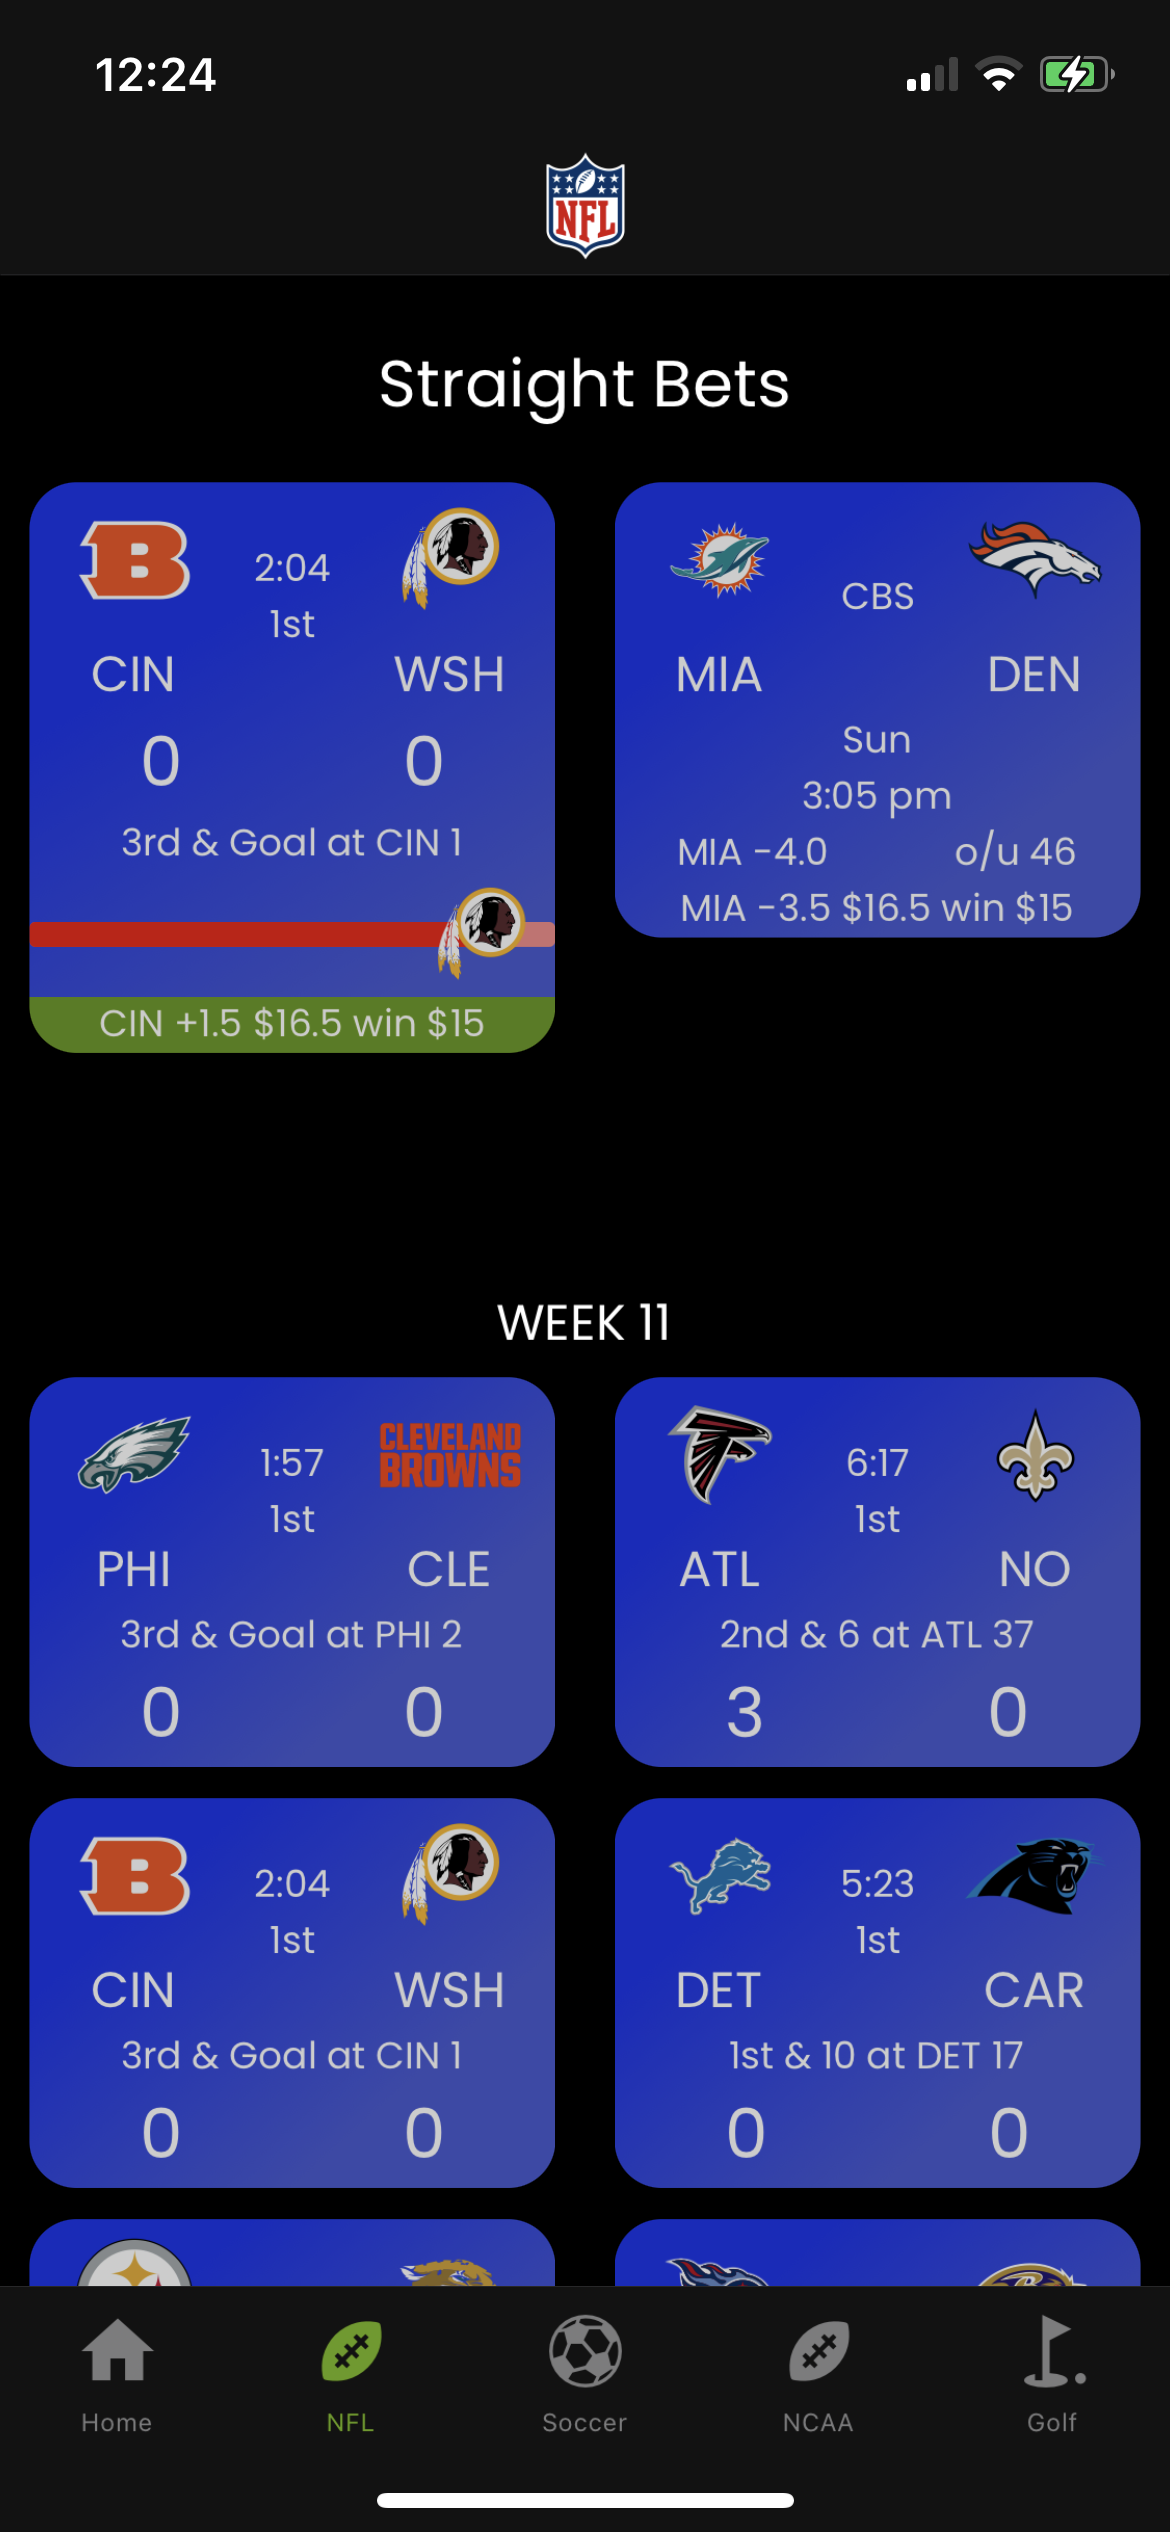 12:24
NFL
Straight Bets
B
2:04
1st
CIN
WSH
0
0
3rd & Goal at CIN 1
CIN +1.5 $16.5 win $15
CBS
MIA
DEN
Sun
3:05 pm
MIA -4.0
o/u 46
MIA -3.5 $16.5 win $15
WEEK 11
1:57
1st
CLEVELAND
BROWNS
PHI
CLE
3rd & Goal at PHI 2
0
0
6:17
1st
ATL
NO
2nd & 6 at ATL 37
3
0
B
2:04
1st
CIN
WSH
3rd & Goal at CIN 1
0
0
5:23
1st
DET
CAR
1st & 10 at DET 17
0
0
Home
NFL
Soccer
NCAA
Golf